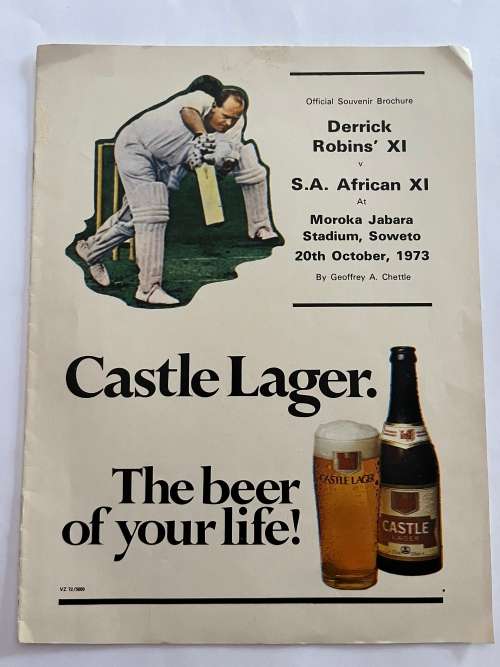 Official Souvenir Brochure
Derrick
Robins' XI
v
S.A. African XI
At
Moroka Jabara
Stadium, Soweto
20th October, 1973
By Geoffrey A. Chettle
Castle Lager.
The beer
of your life!
CASTLE LAGER
CASTLE
LAGER
VZ 72/5000